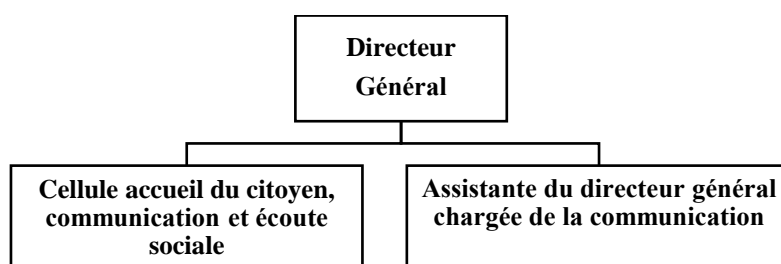 Directeur
Général
Cellule accueil du citoyen,
communication et écoute
sociale
Assistante du directeur général
chargée de la communication